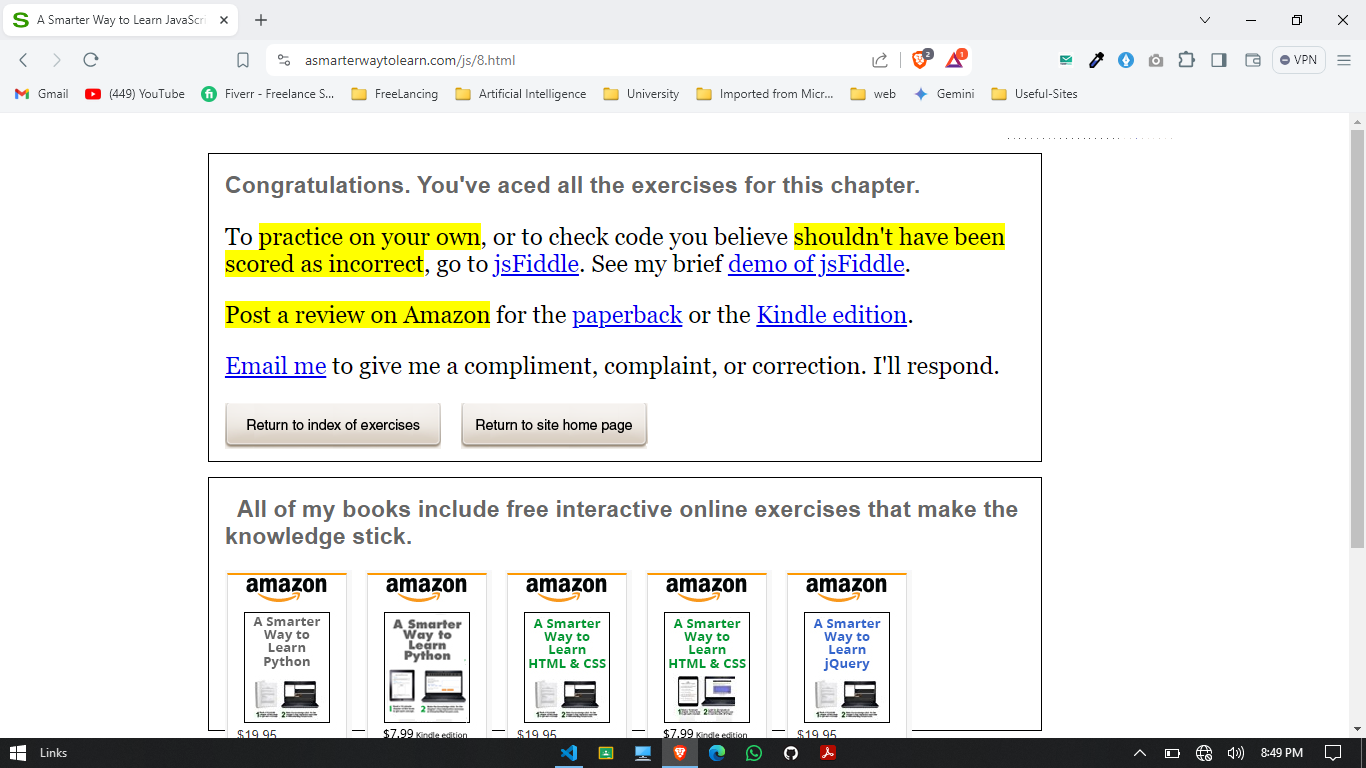 A Smarter Way to Learn JavaScri
asmarterwaytolearn.com/js/8.html
2
1
VPN
Gmail
(449) YouTube
Fiverr - Freelance S...
FreeLancing
Artificial Intelligence
University
Imported from Micr...
web
Gemini
Useful-Sites
Congratulations. You've aced all the exercises for this chapter.
To practice on your own, or to check code you believe shouldn't have been
scored as incorrect, go to jsFiddle. See my brief demo of jsFiddle.
Post a review on Amazon for the paperback or the Kindle edition.
Email me to give me a compliment, complaint, or correction. I'll respond.
Return to index of exercises
Return to site home page
All of my books include free interactive online exercises that make the
knowledge stick.
amazon
A Smarter
Way to
Learn
Python
$19.95
amazon
A Smarter
Way to
Learn
Python
$7.99 Kindle edition
amazon
A Smarter
Way to
Learn
HTML & CSS
$19.95
amazon
A Smarter
Way to
Learn
HTML & CSS
$7.99 Kindle edition
amazon
A Smarter
Way to
Learn
jQuery
$19.95
Links
8:49 PM